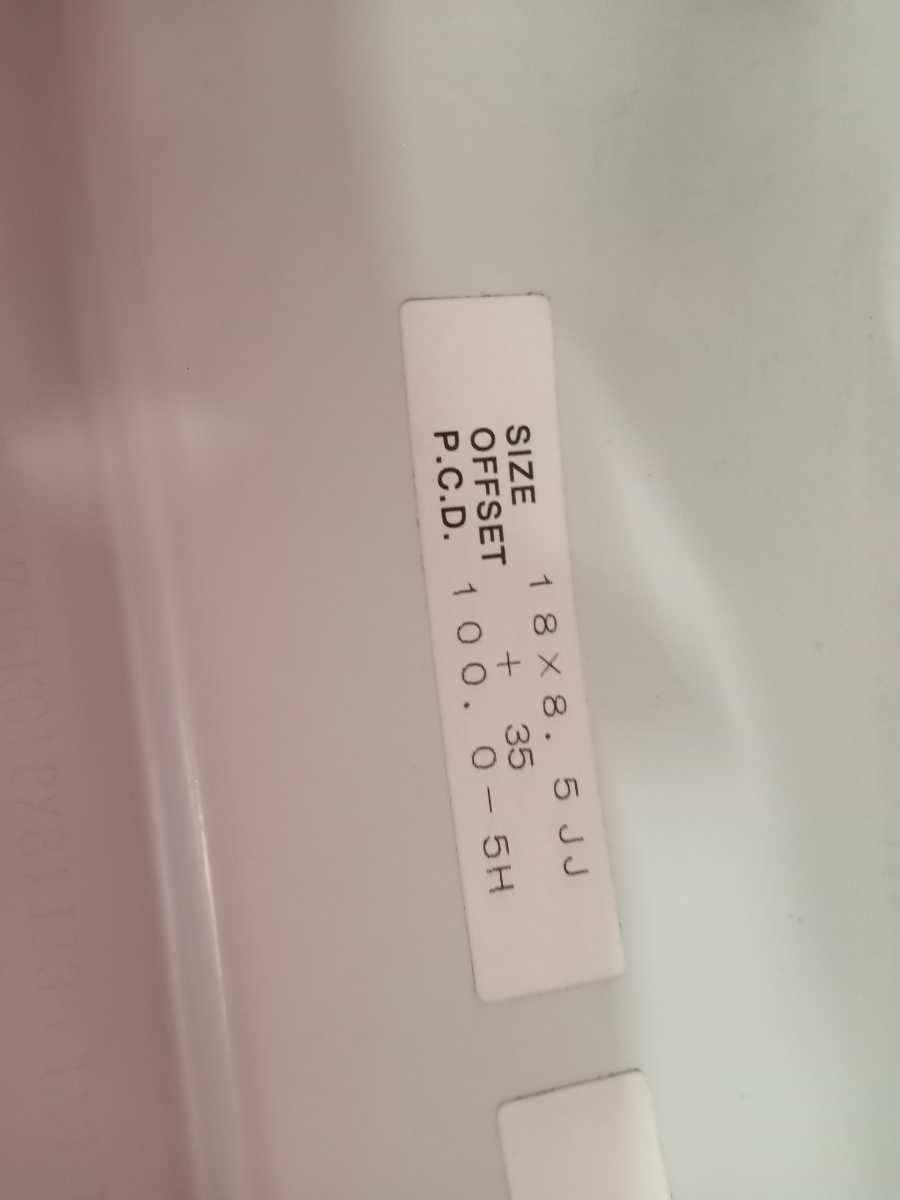 SIZE 18×8.5JJ
OFFSET + 35
P.C.D. 100.0-5H